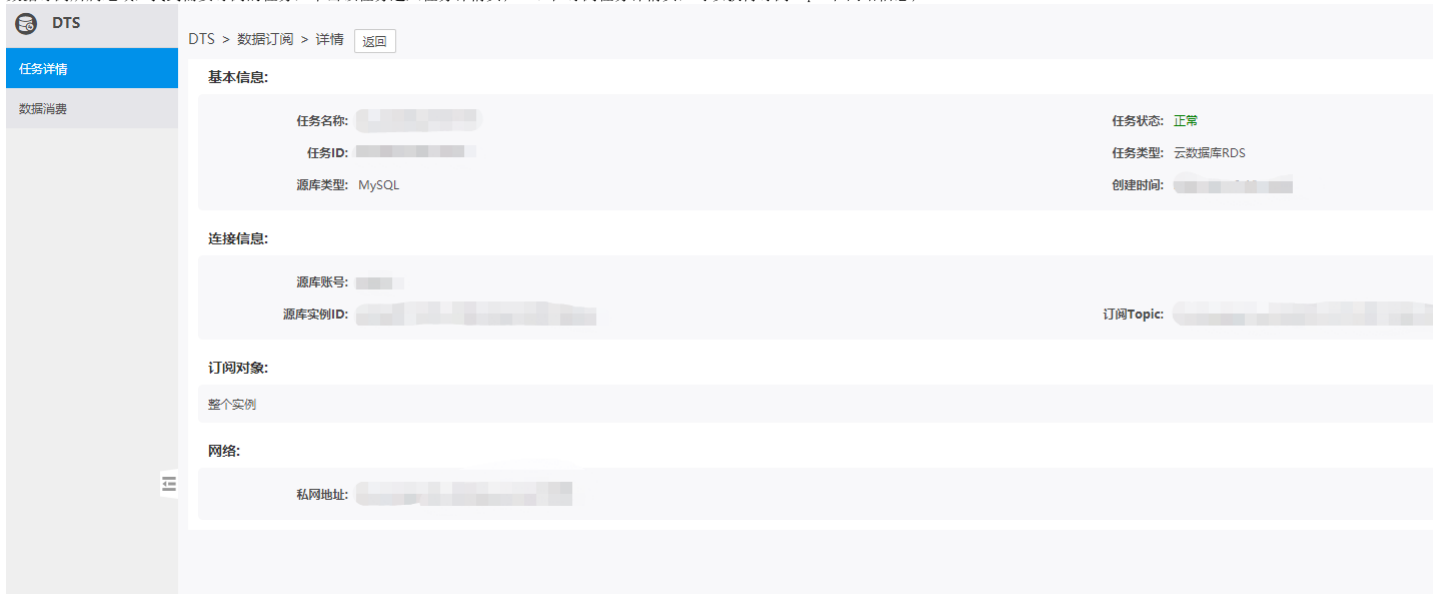 DTS
任务详情
数据消费
DTS > 数据订阅 > 详情 返回
基本信息:
任务名称:
任务状态: 正常
任务ID:
任务类型: 云数据库RDS
源库类型: MySQL
创建时间:
连接信息:
源库账号:
源库实例ID:
订阅Topic:
订阅对象:
整个实例
网络:
私网地址: